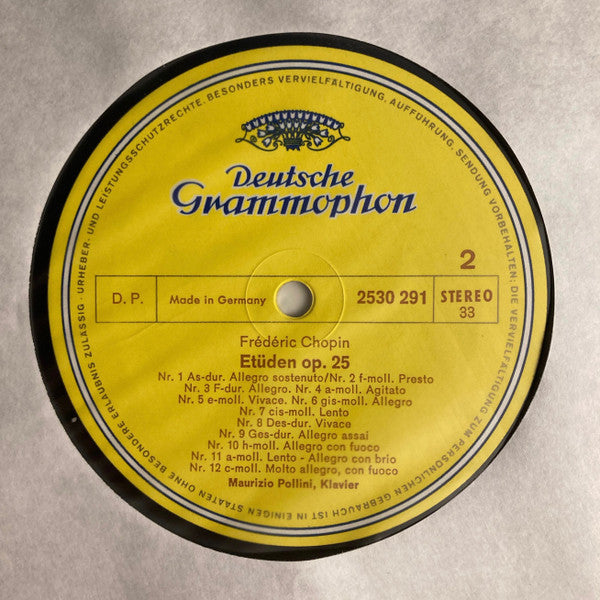 URHEBER- UND LEISTUNGSSCHUTZRECHTE. BESONDERS VERVIELFÄLTIGUNG, AUFFÜHRUNG, SENDUNG VORBEHALTEN; DIE VERVIELFÄLTIGUNG ZUM PERSÖNLICHEN GEBRAUCH IST IN EINIGEN STAATEN OHNE BESONDERE ERLAUBNIS ZULÄSSIG -
Deutsche
Grammophon
2
D. P.
Made in Germany
2530 291
STEREO
33
Frédéric Chopin
Etüden op. 25
Nr. 1 As-dur. Allegro sostenuto/Nr. 2 f-moll. Presto
Nr. 3 F-dur. Allegro. Nr. 4 a-moll. Agitato
Nr. 5 e-moll. Vivace. Nr. 6 gis-moll. Allegro
Nr. 7 cis-moll. Lento
Nr. 8 Des-dur. Vivace
Nr. 9 Ges-dur. Allegro assai
Nr. 10 h-moll. Allegro con fuoco
Nr. 11 a-moll. Lento - Allegro con brio
Nr. 12 c-moll. Molto allegro, con fuoco
Maurizio Pollini, Klavier